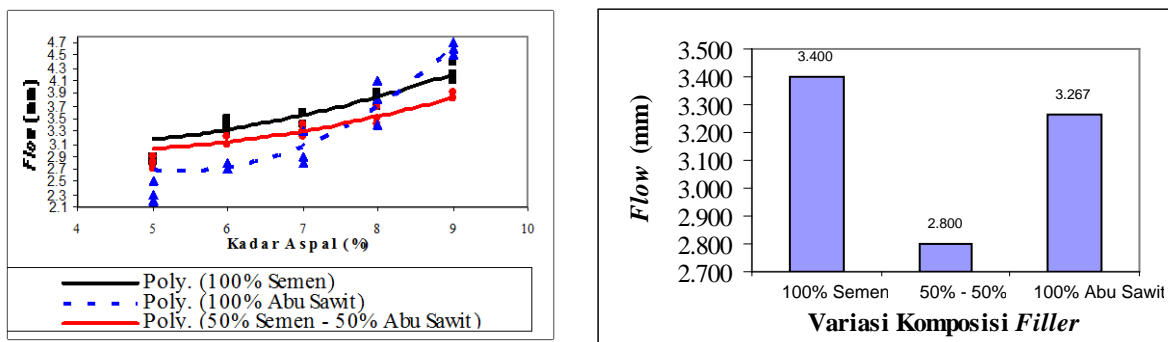 Flow (mm)
4.7
4.5
4.3
4.1
3.9
3.7
3.5
3.3
3.1
2.9
2.7
2.5
2.3
2.1
4 5 6 7 8 9 10
Kadar Aspal (%)
Poly. (100% Semen)
Poly. (100% Abu Sawit)
Poly. (50% Semen - 50% Abu Sawit)
Flow (mm)
3.500
3.400
3.300
3.200
3.100
3.000
2.900
2.800
2.700
3.400
2.800
3.267
100% Semen 50% - 50% 100% Abu Sawit
Variasi Komposisi Filler